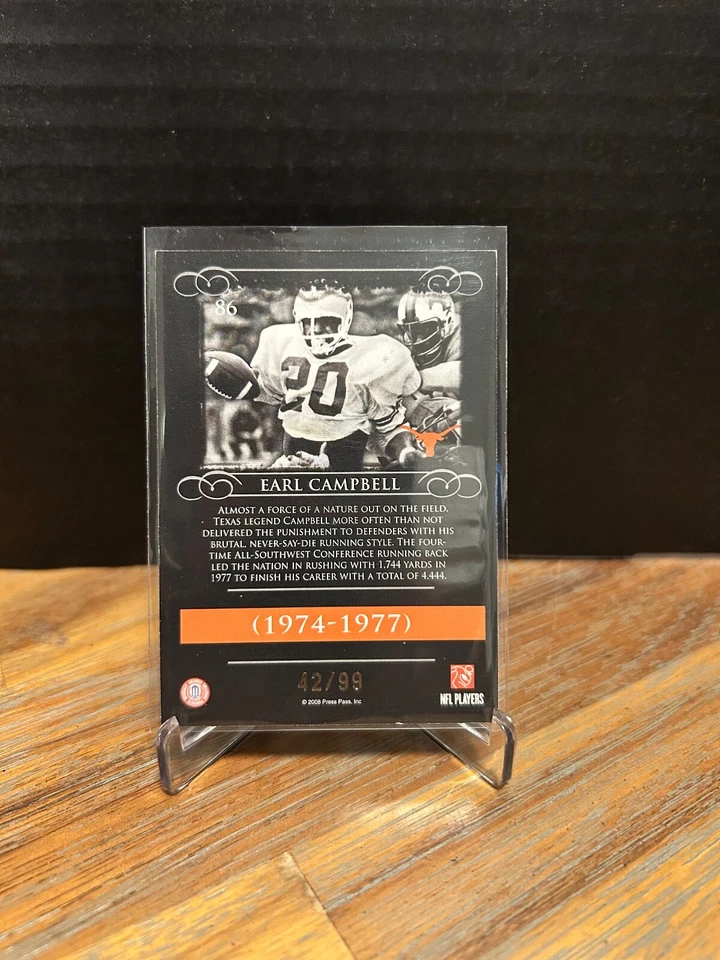 86
20
EARL CAMPBELL
ALMOST A FORCE OF A NATURE OUT ON THE FIELD,
TEXAS LEGEND CAMPBELL MORE OFTEN THAN NOT
DELIVERED THE PUNISHMENT TO DEFENDERS WITH HIS
BRUTAL, NEVER-SAY-DIE RUNNING STYLE. THE FOUR-
TIME ALL-SOUTHWEST CONFERENCE RUNNING BACK
LED THE NATION IN RUSHING WITH 1,744 YARDS IN
1977 TO FINISH HIS CAREER WITH A TOTAL OF 4,444.
(1974-1977)
42/99
© 2008 Press Pass, Inc
NFL PLAYERS